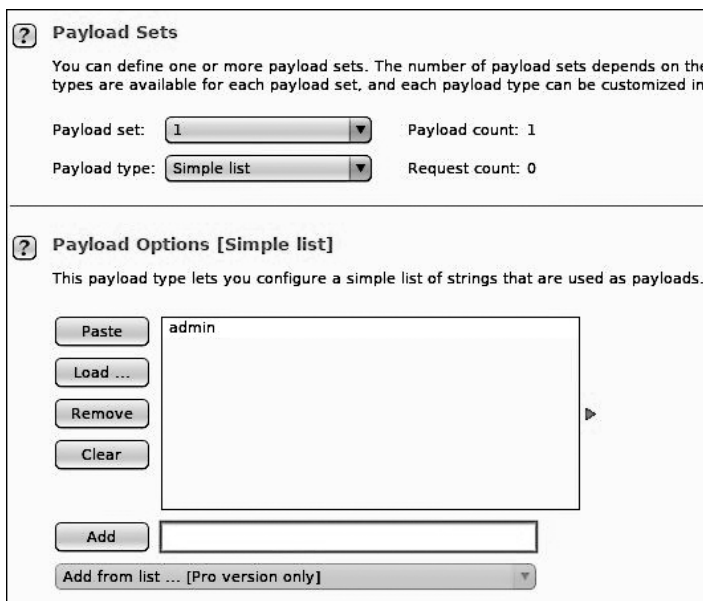 Payload Sets
You can define one or more payload sets. The number of payload sets depends on the
types are available for each payload set, and each payload type can be customized in
Payload set: 1 Payload count: 1
Payload type: Simple list Request count: 0
Payload Options [Simple list]
This payload type lets you configure a simple list of strings that are used as payloads.
Paste
admin
Load ...
Remove
Clear
Add
Add from list ... [Pro version only]